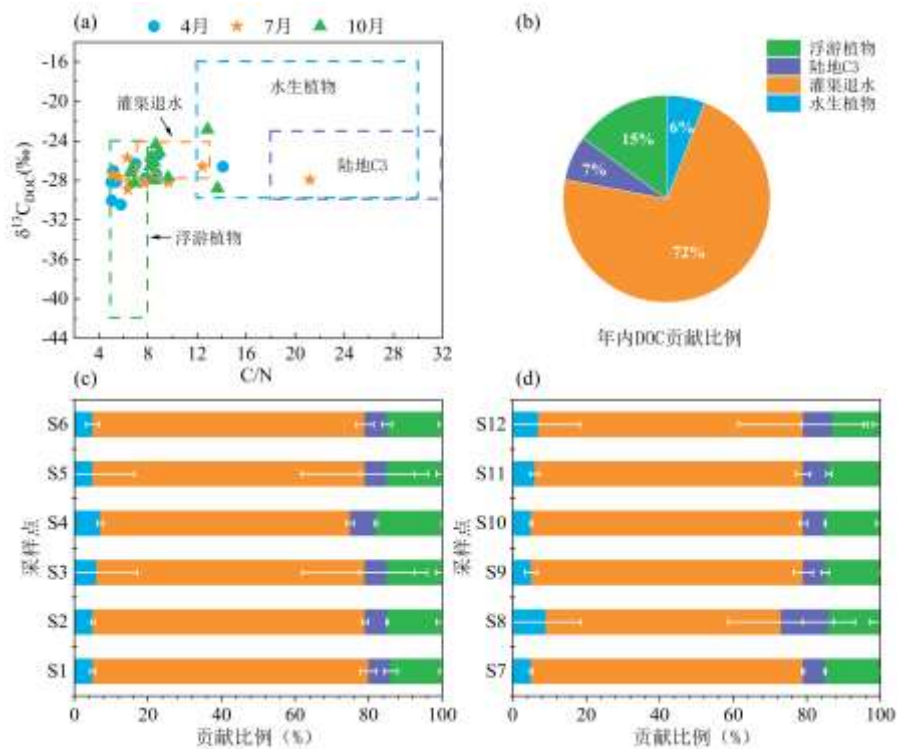 (a) 4月 7月 10月
-16
-20
-24
-28
-32
-36
-40
-44
δ¹³C_DOC(‰)
水生植物
灌渠退水
陆地C3
浮游植物
4 8 12 16 20 24 28 32
C/N
(b)
浮游植物
陆地C3
灌渠退水
水生植物
15%
6%
7%
72%
年内DOC贡献比例
(c)
S6
S5
S4
S3
S2
S1
采样点
0 20 40 60 80 100
贡献比例（%）
(d)
S12
S11
S10
S9
S8
S7
采样点
0 20 40 60 80 100
贡献比例（%）